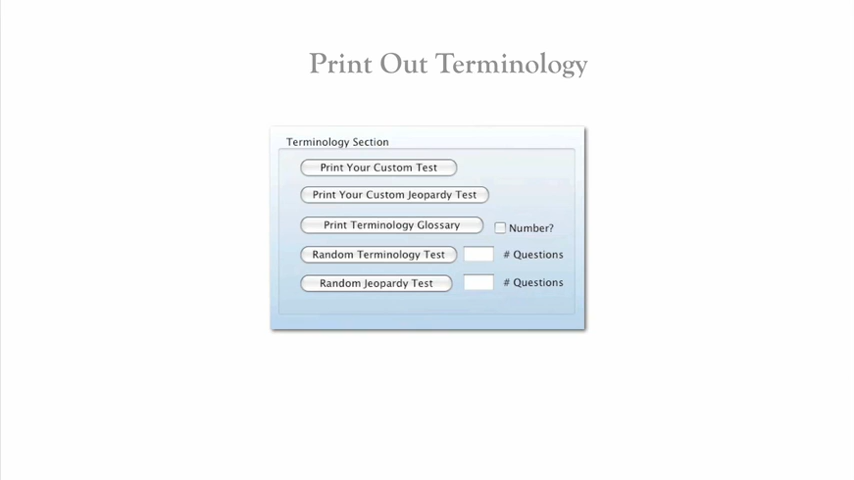 Print Out Terminology
Terminology Section
Print Your Custom Test
Print Your Custom Jeopardy Test
Print Terminology Glossary Number?
Random Terminology Test # Questions
Random Jeopardy Test # Questions